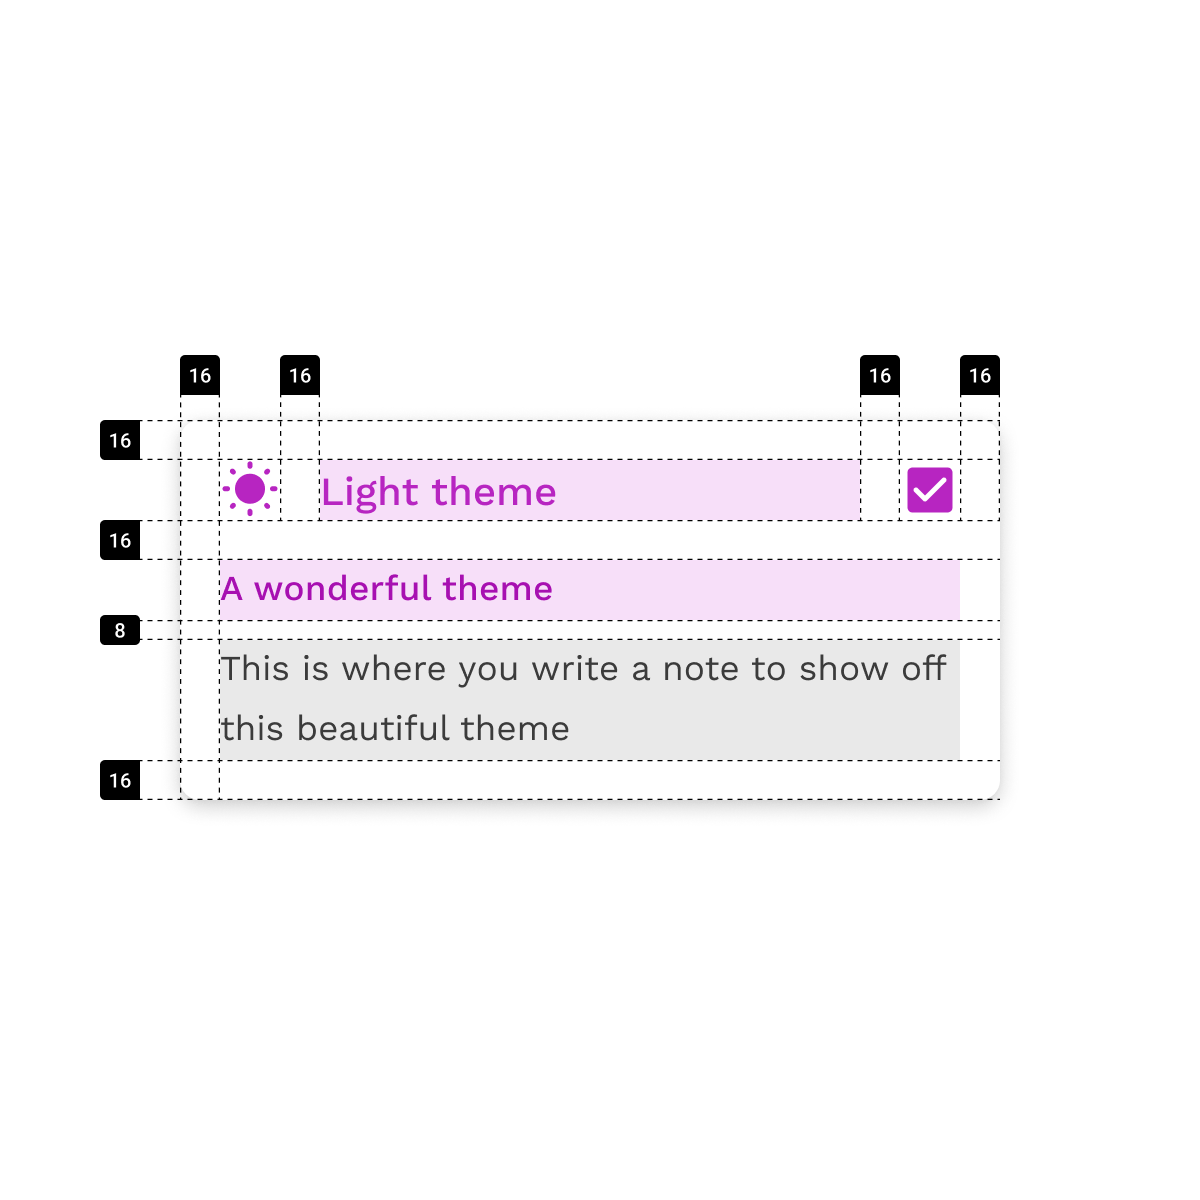 16 16 16 16
16
Light theme
16
A wonderful theme
8
This is where you write a note to show off
this beautiful theme
16